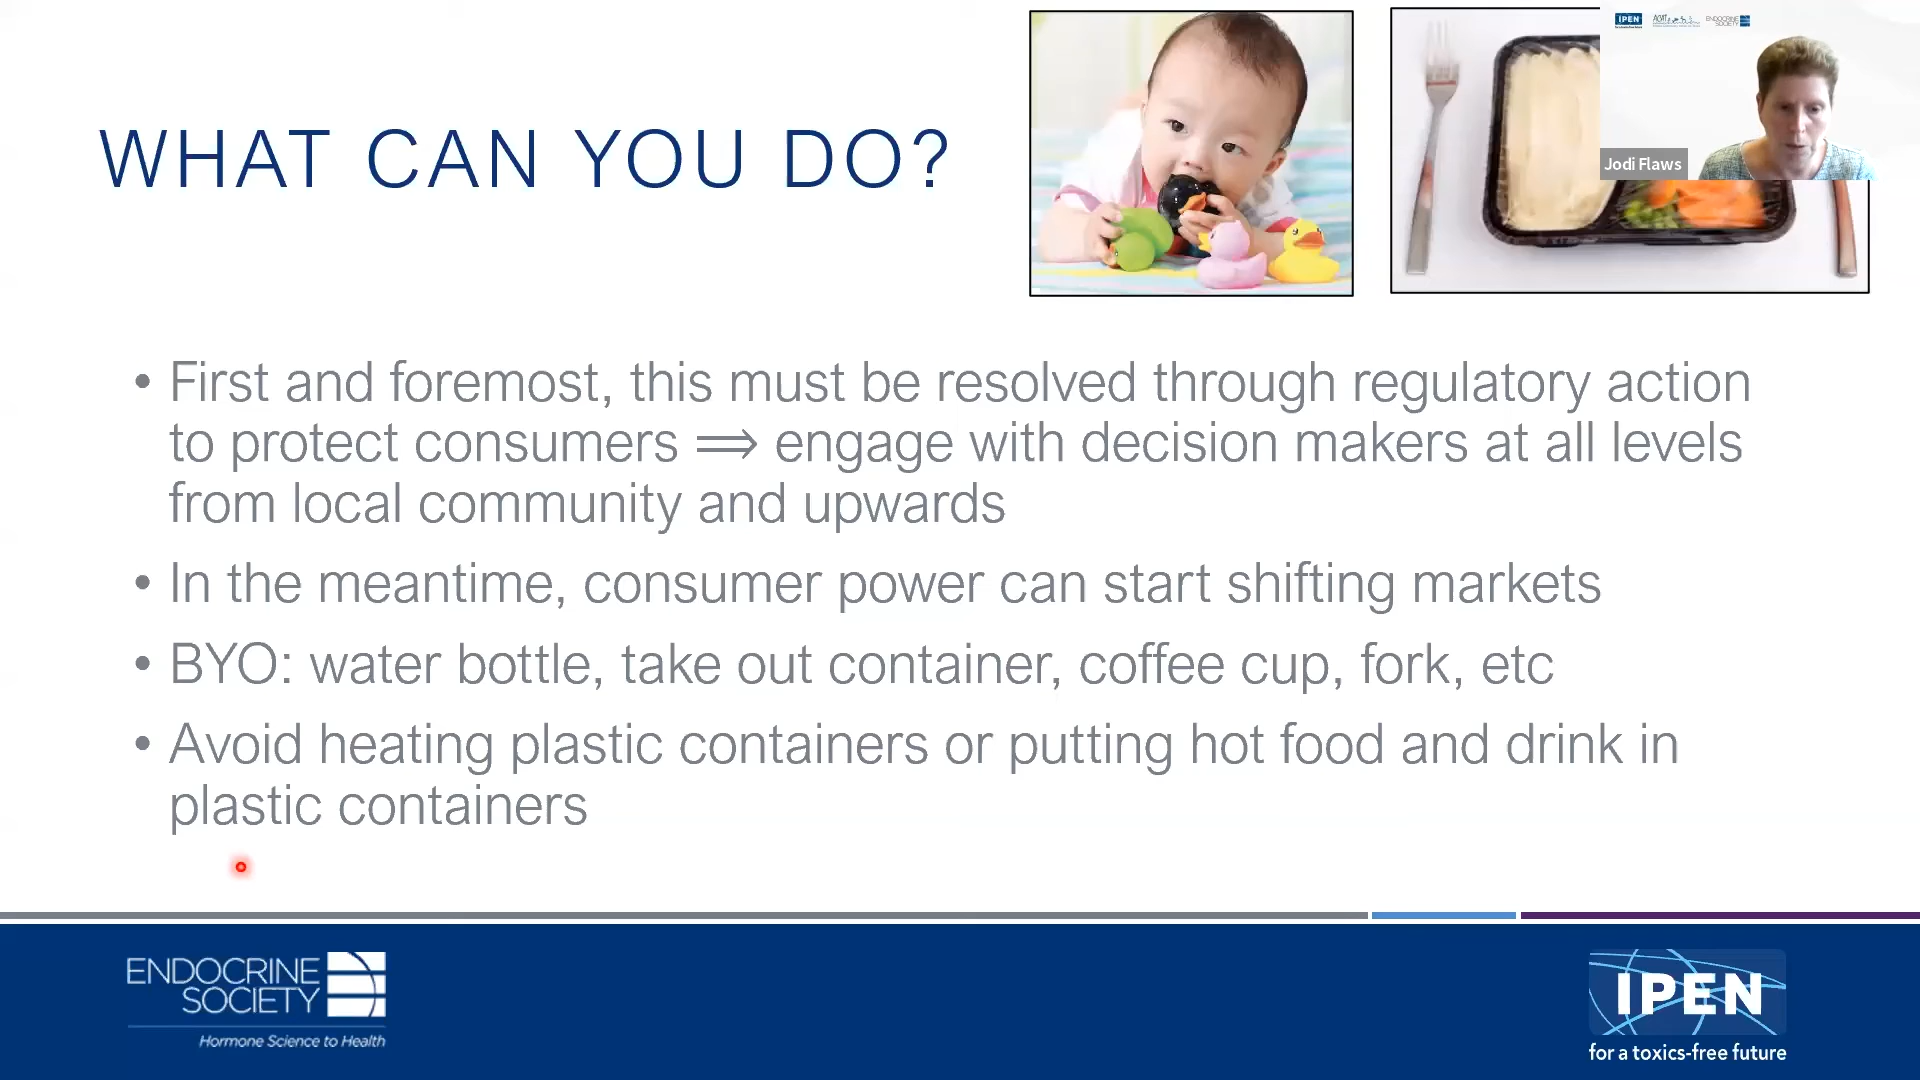 WHAT CAN YOU DO?
IPEN
ENDOCRINE
SOCIETY
Jodi Flaws
• First and foremost, this must be resolved through regulatory action
to protect consumers ⟹ engage with decision makers at all levels
from local community and upwards
• In the meantime, consumer power can start shifting markets
• BYO: water bottle, take out container, coffee cup, fork, etc
• Avoid heating plastic containers or putting hot food and drink in
plastic containers
ENDOCRINE
SOCIETY
Hormone Science to Health
IPEN
for a toxics-free future